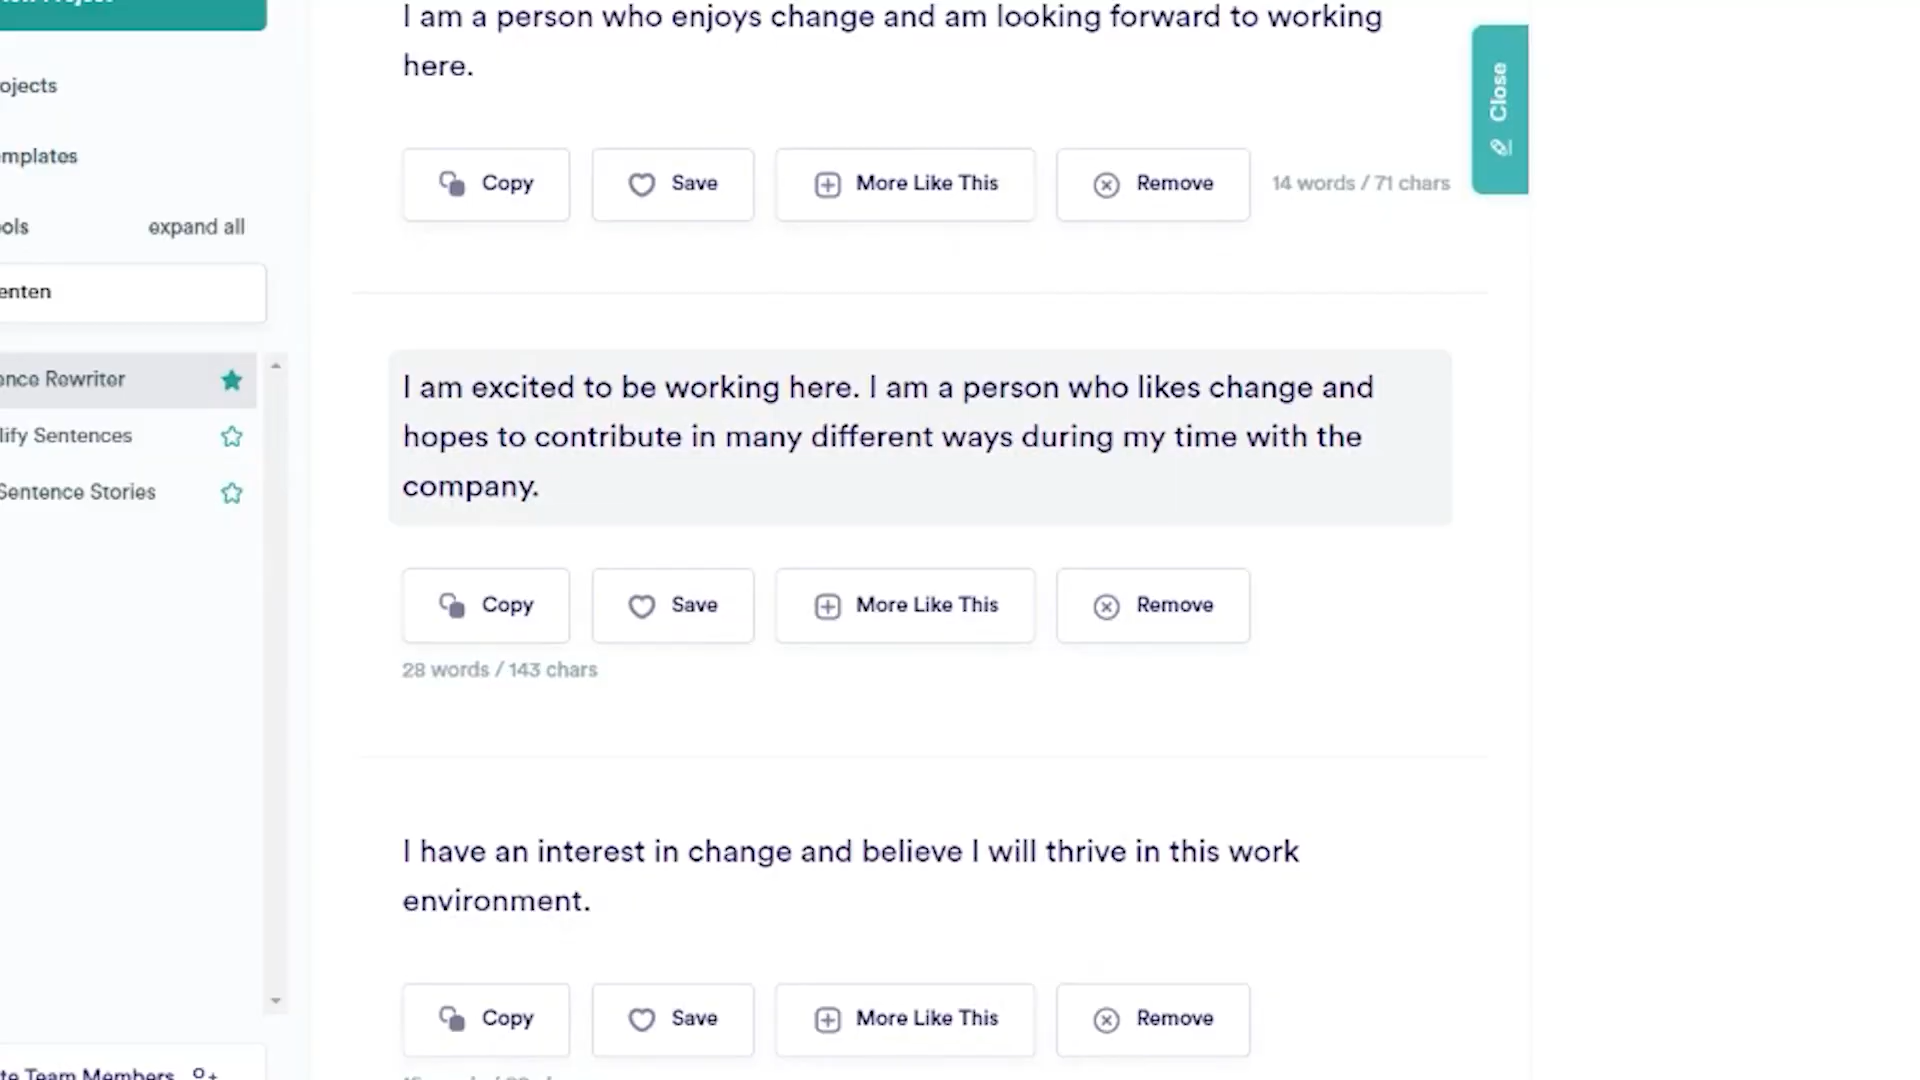 I am a person who enjoys change and am looking forward to working
here.
Close
ojects
mplates
Copy
Save
More Like This
Remove
14 words / 71 chars
ols
expand all
enten
ence Rewriter
lify Sentences
Sentence Stories
I am excited to be working here. I am a person who likes change and
hopes to contribute in many different ways during my time with the
company.
Copy
Save
More Like This
Remove
28 words / 143 chars
I have an interest in change and believe I will thrive in this work
environment.
Copy
Save
More Like This
Remove
te Team Members